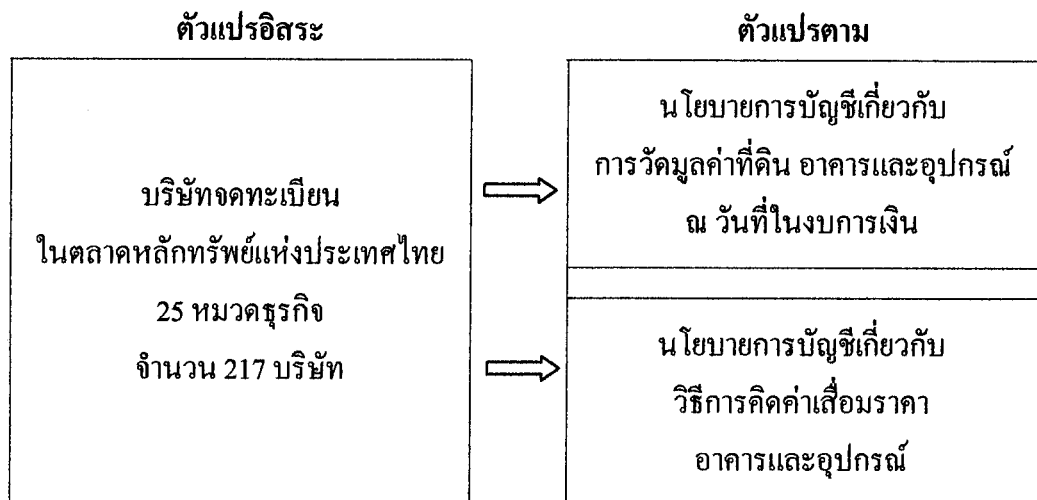 ตัวแปรอิสระ
บริษัทจดทะเบียน
ในตลาดหลักทรัพย์แห่งประเทศไทย
25 หมวดธุรกิจ
จำนวน 217 บริษัท
ตัวแปรตาม
นโยบายการบัญชีเกี่ยวกับ
การวัดมูลค่าที่ดิน อาคารและอุปกรณ์
ณ วันที่ในงบการเงิน
นโยบายการบัญชีเกี่ยวกับ
วิธีการคิดค่าเสื่อมราคา
อาคารและอุปกรณ์